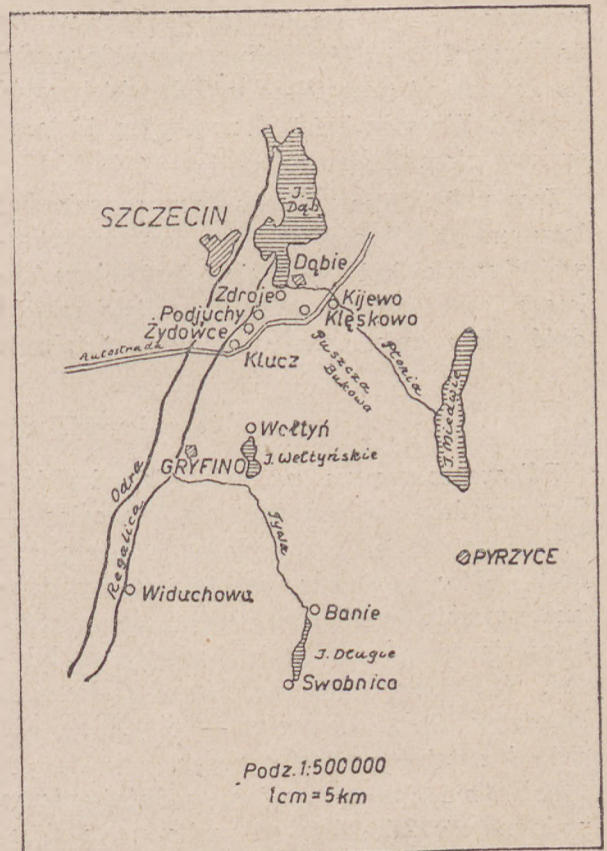 J.
Dąb.
SZCZECIN
Dąbie
Zdroje
Kijewo
Podjuchy
Klęskowo
Żydowce
Autostrada
Klucz
Puszcza
Bukowa
Płonia
J. Miedwie
Wołtyń
J. Wełtyńskie
GRYFINO
Odra
Regalica
Tywa
PYRZYCE
Widuchowa
Banie
J. Długie
Swobnica
Podz. 1:500 000
1cm = 5km